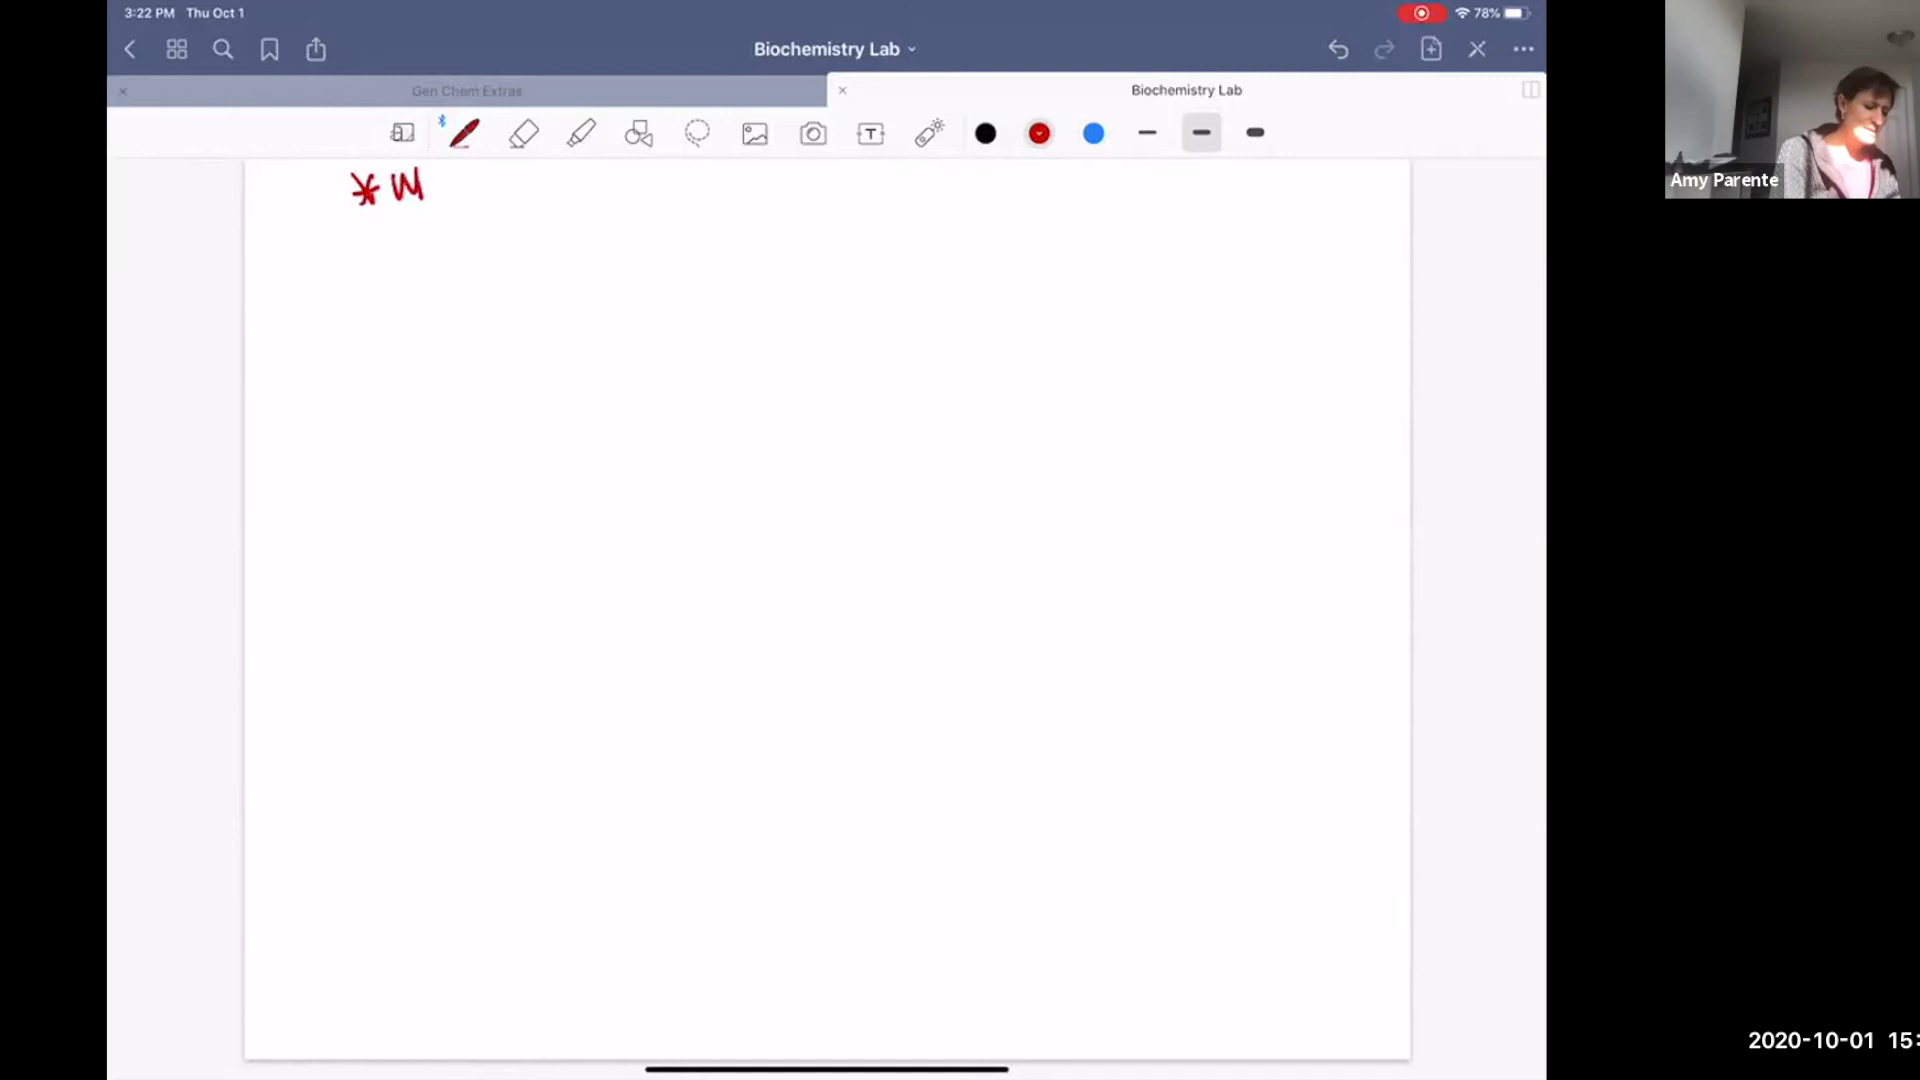 3:22 PM Thu Oct 1
78%
Biochemistry Lab
Gen Chem Extras
Biochemistry Lab
T
* M
Amy Parente
2020-10-01 15: